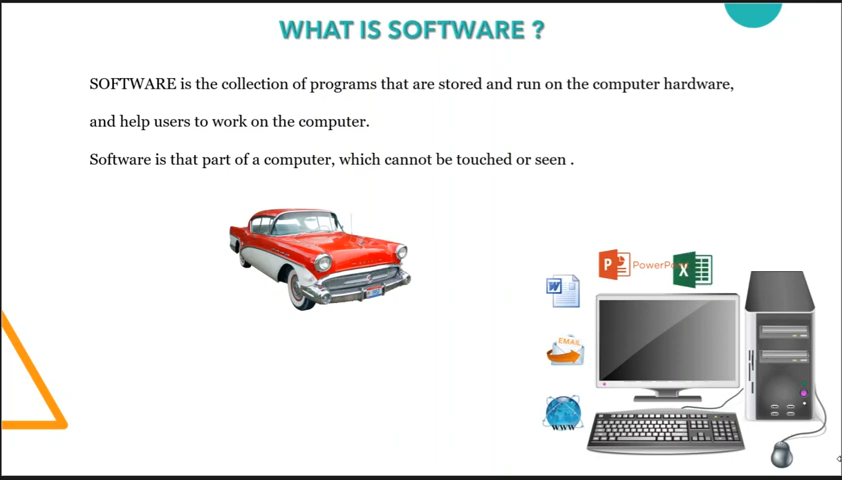 WHAT IS SOFTWARE ?
SOFTWARE is the collection of programs that are stored and run on the computer hardware,
and help users to work on the computer.
Software is that part of a computer, which cannot be touched or seen .
P
PowerPo
X
W
EMAIL
WWW